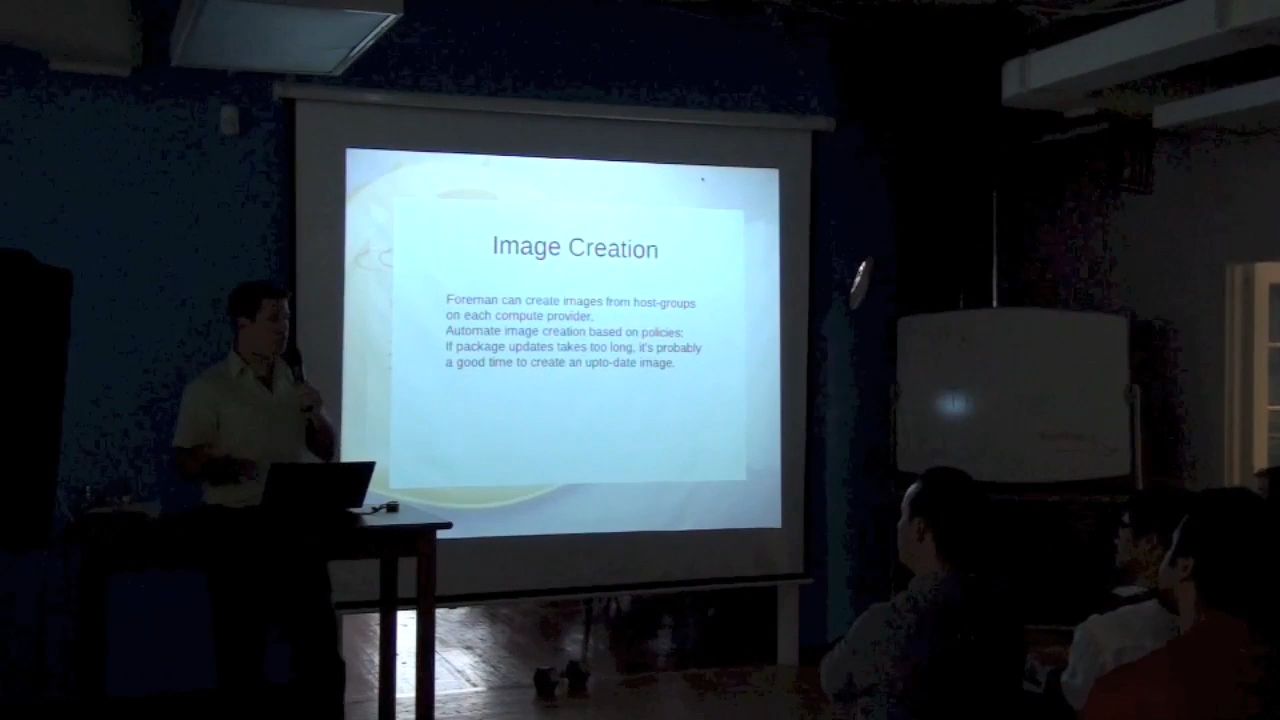 Image Creation
Foreman can create images from host-groups
on each compute provider.
Automate image creation based on policies:
If package updates takes too long, it's probably
a good time to create an upto-date image.